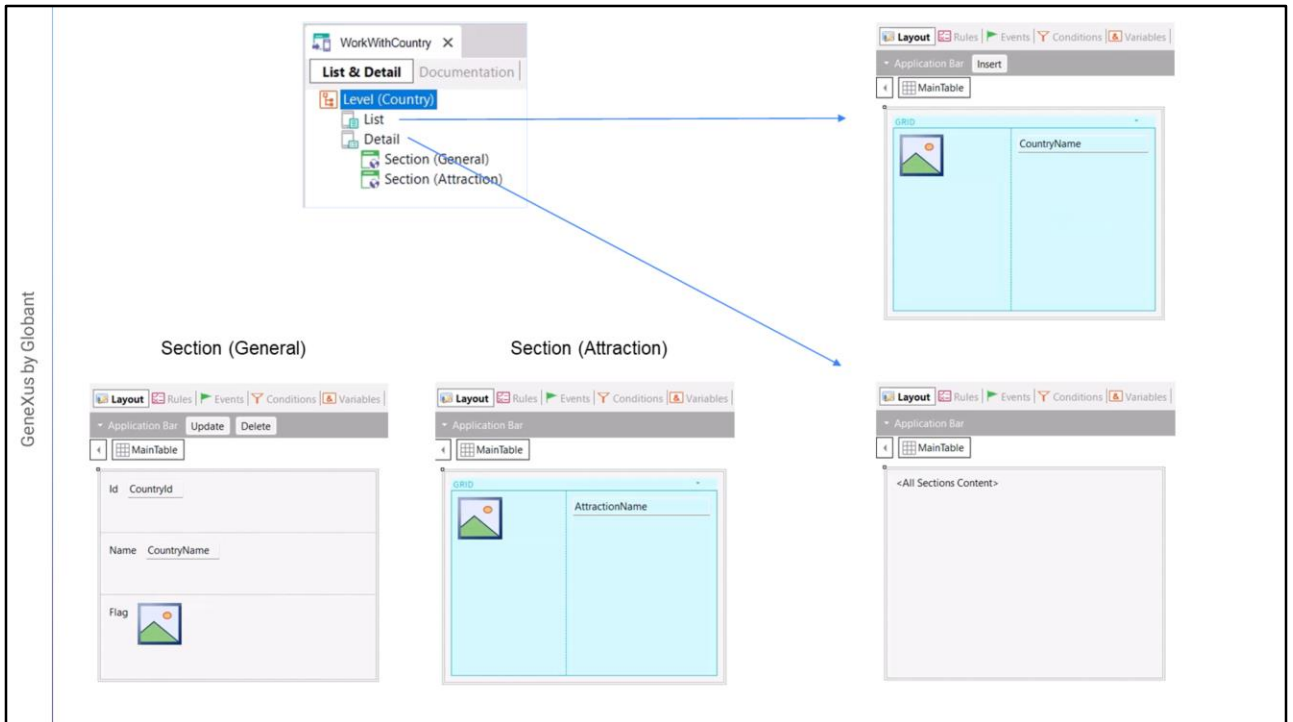 GeneXus by Globant
WorkWithCountry
List & Detail Documentation
Level (Country)
List
Detail
Section (General)
Section (Attraction)
Layout Rules Events Conditions & Variables
Application Bar Insert
MainTable
GRID
CountryName
Section (General)
Layout Rules Events Conditions & Variables
Application Bar Update Delete
MainTable
Id CountryId
Name CountryName
Flag
Section (Attraction)
Layout Rules Events Conditions & Variables
Application Bar
MainTable
GRID
AttractionName
Layout Rules Events Conditions & Variables
Application Bar
MainTable
<All Sections Content>